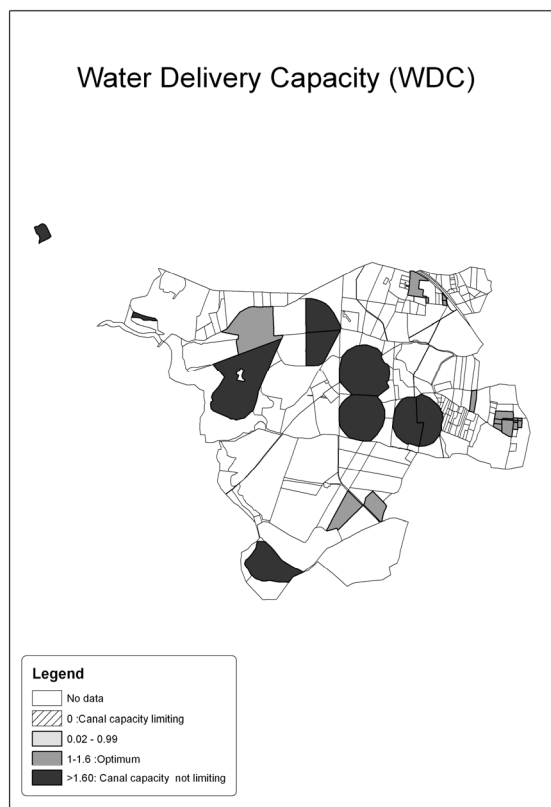 Water Delivery Capacity (WDC)
Legend
No data
0 :Canal capacity limiting
0.02 - 0.99
1-1.6 :Optimum
>1.60: Canal capacity not limiting